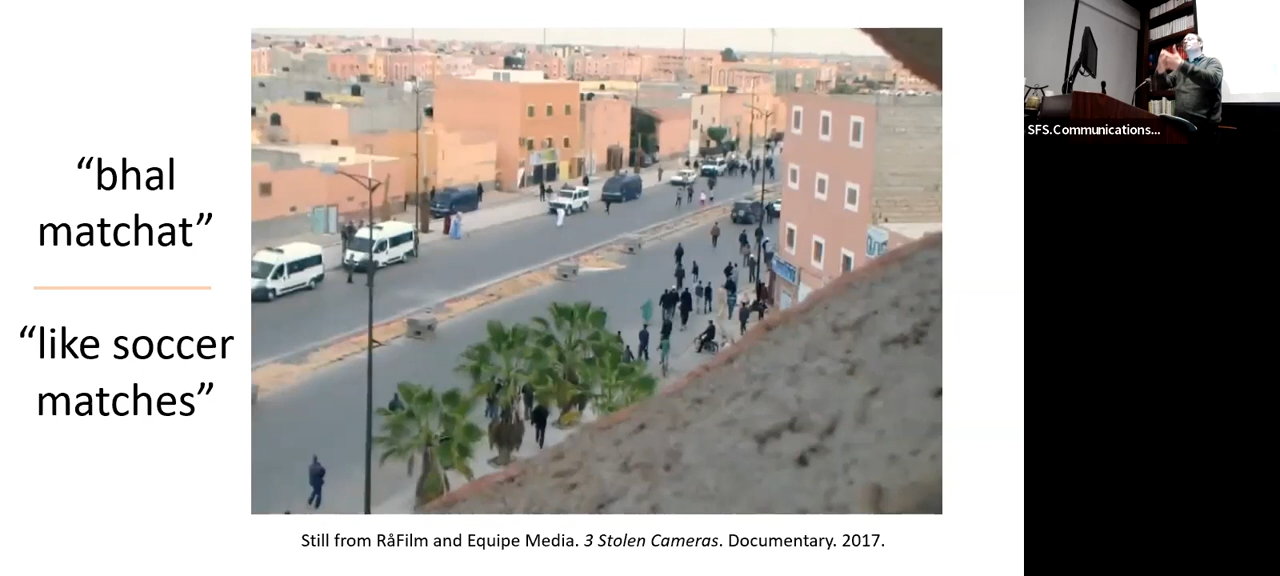 “bhal
matchat”
“like soccer
matches”
Still from RåFilm and Equipe Media. 3 Stolen Cameras. Documentary. 2017.
SFS.Communications...